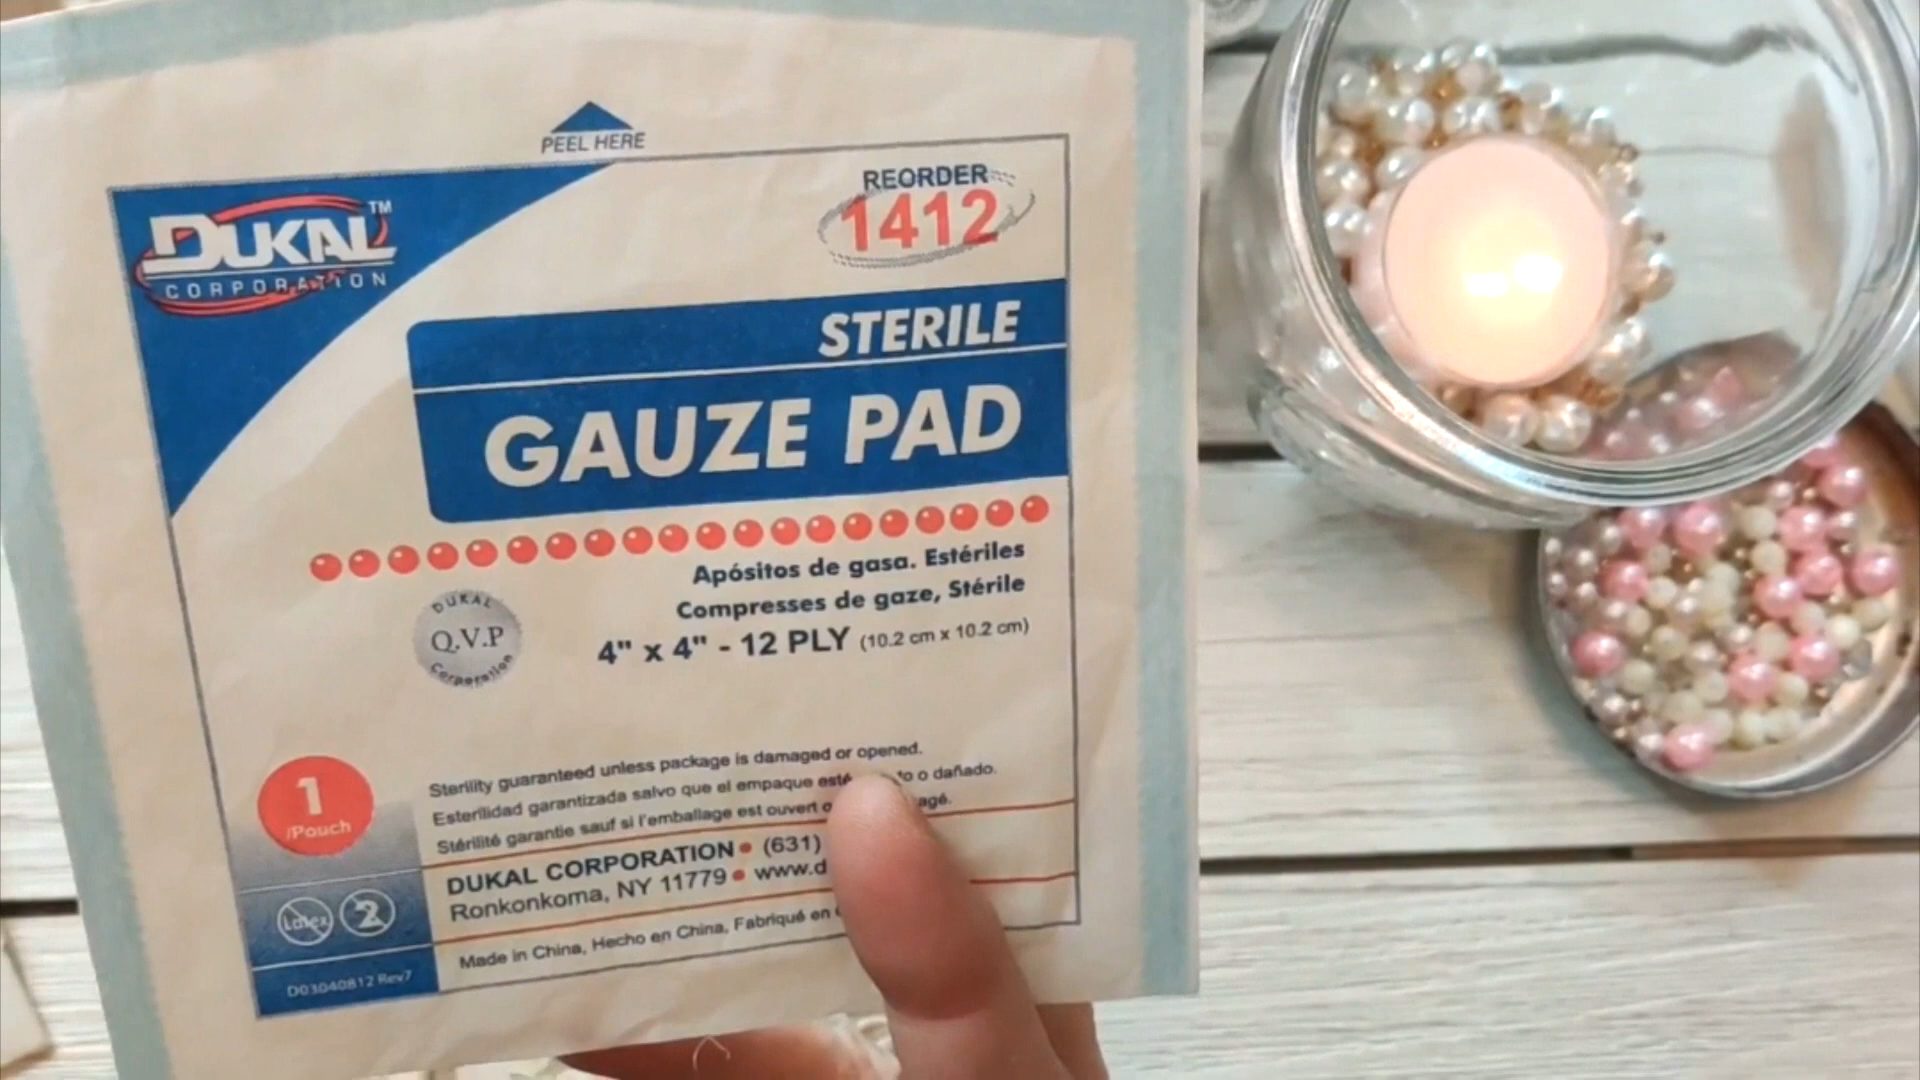 PEEL HERE
DUKAL™
CORPORATION
REORDER
1412
STERILE
GAUZE PAD
Apósitos de gasa. Estériles
Compresses de gaze, Stérile
4" x 4" - 12 PLY (10.2 cm x 10.2 cm)
DUKAL
Q.V.P
Corporation
1
/Pouch
Sterility guaranteed unless package is damaged or opened.
Esterilidad garantizada salvo que el empaque esté o dañado.
Stérilité garantie sauf si l'emballage est ouvert
DUKAL CORPORATION • (631)
Ronkonkoma, NY 11779 • www.d
Made in China, Hecho en China, Fabriqué en
Latex
2
D03040812 Rev7